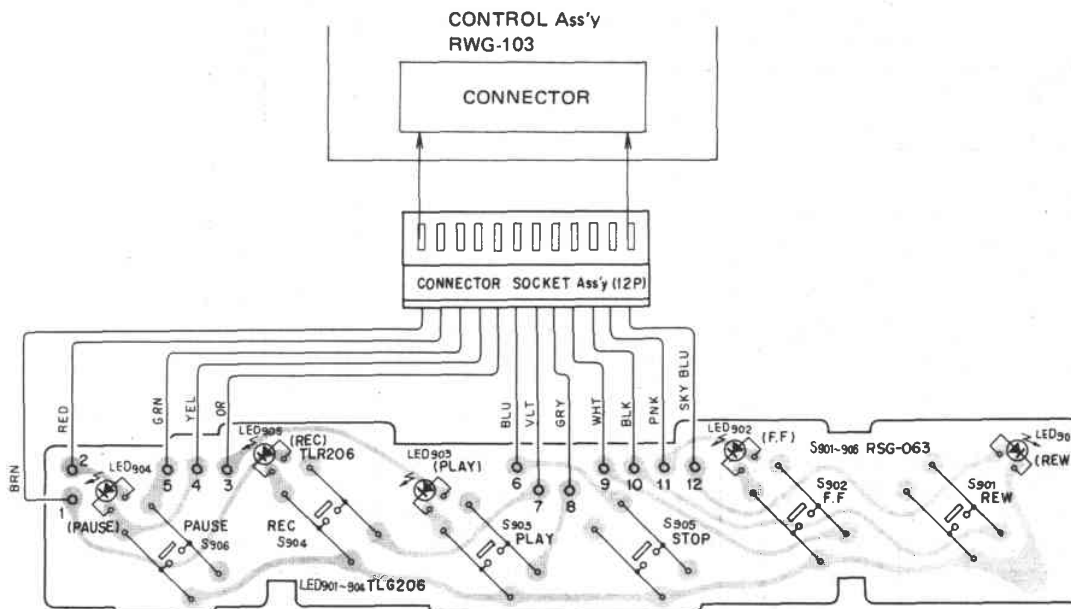 CONTROL Ass'y
RWG-103
CONNECTOR
CONNECTOR SOCKET Ass'y (12P)
BRN
RED
GRN
YEL
OR
BLU
VLT
GRY
WHT
BLK
PNK
SKY BLU
2
1
5
4
3
6
7
8
9
10
11
12
LED904
(PAUSE)
PAUSE
S906
LED905
(REC)
TLR206
REC
S904
LED903
(PLAY)
S903
PLAY
S905
STOP
LED902
(F.F)
S901~906 RSG-063
S902
F.F
S901
REW
LED90
(REW
LED901~904 TLG206